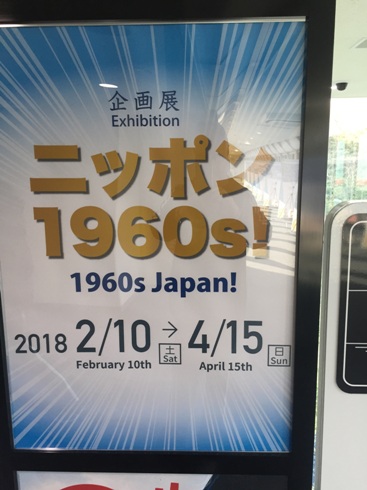 企画展
Exhibition
ニッポン
1960s!
1960s Japan!
2018 2/10 土 Sat → 4/15 日 Sun
February 10th April 15th